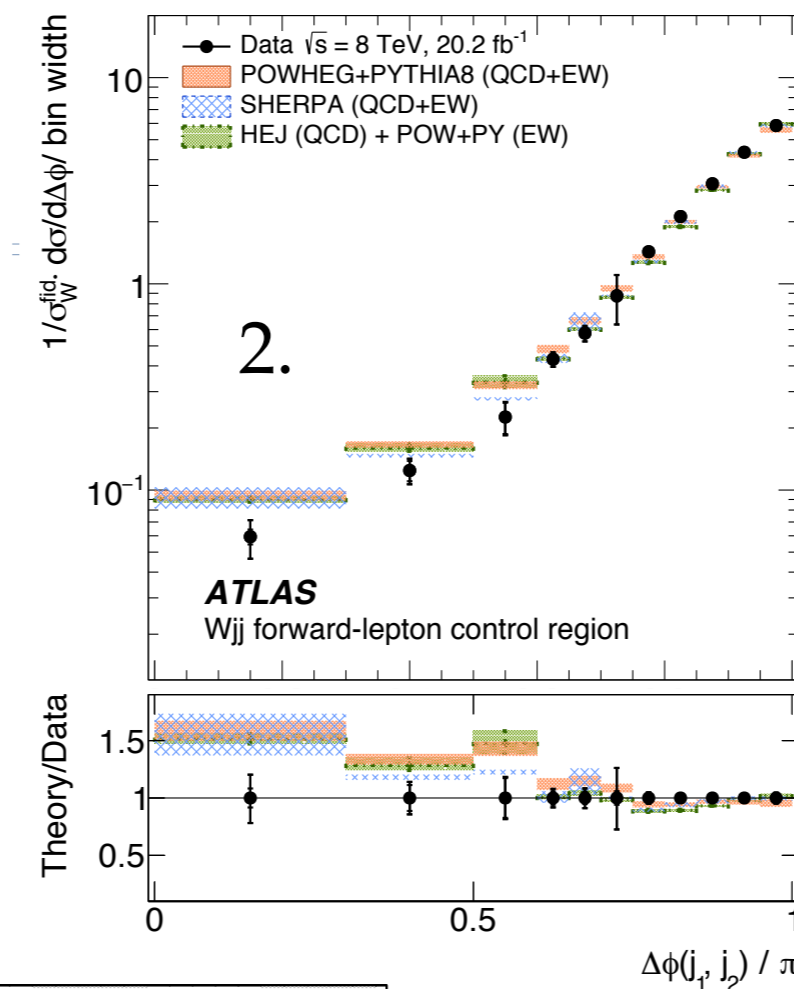 Data √s = 8 TeV, 20.2 fb⁻¹
POWHEG+PYTHIA8 (QCD+EW)
SHERPA (QCD+EW)
HEJ (QCD) + POW+PY (EW)
1/σ_W^fid. dσ/dΔϕ/ bin width
10
1
10⁻¹
2.
ATLAS
Wjj forward-lepton control region
Theory/Data
1.5
1
0.5
0
0.5
1
Δϕ(j₁, j₂) / π